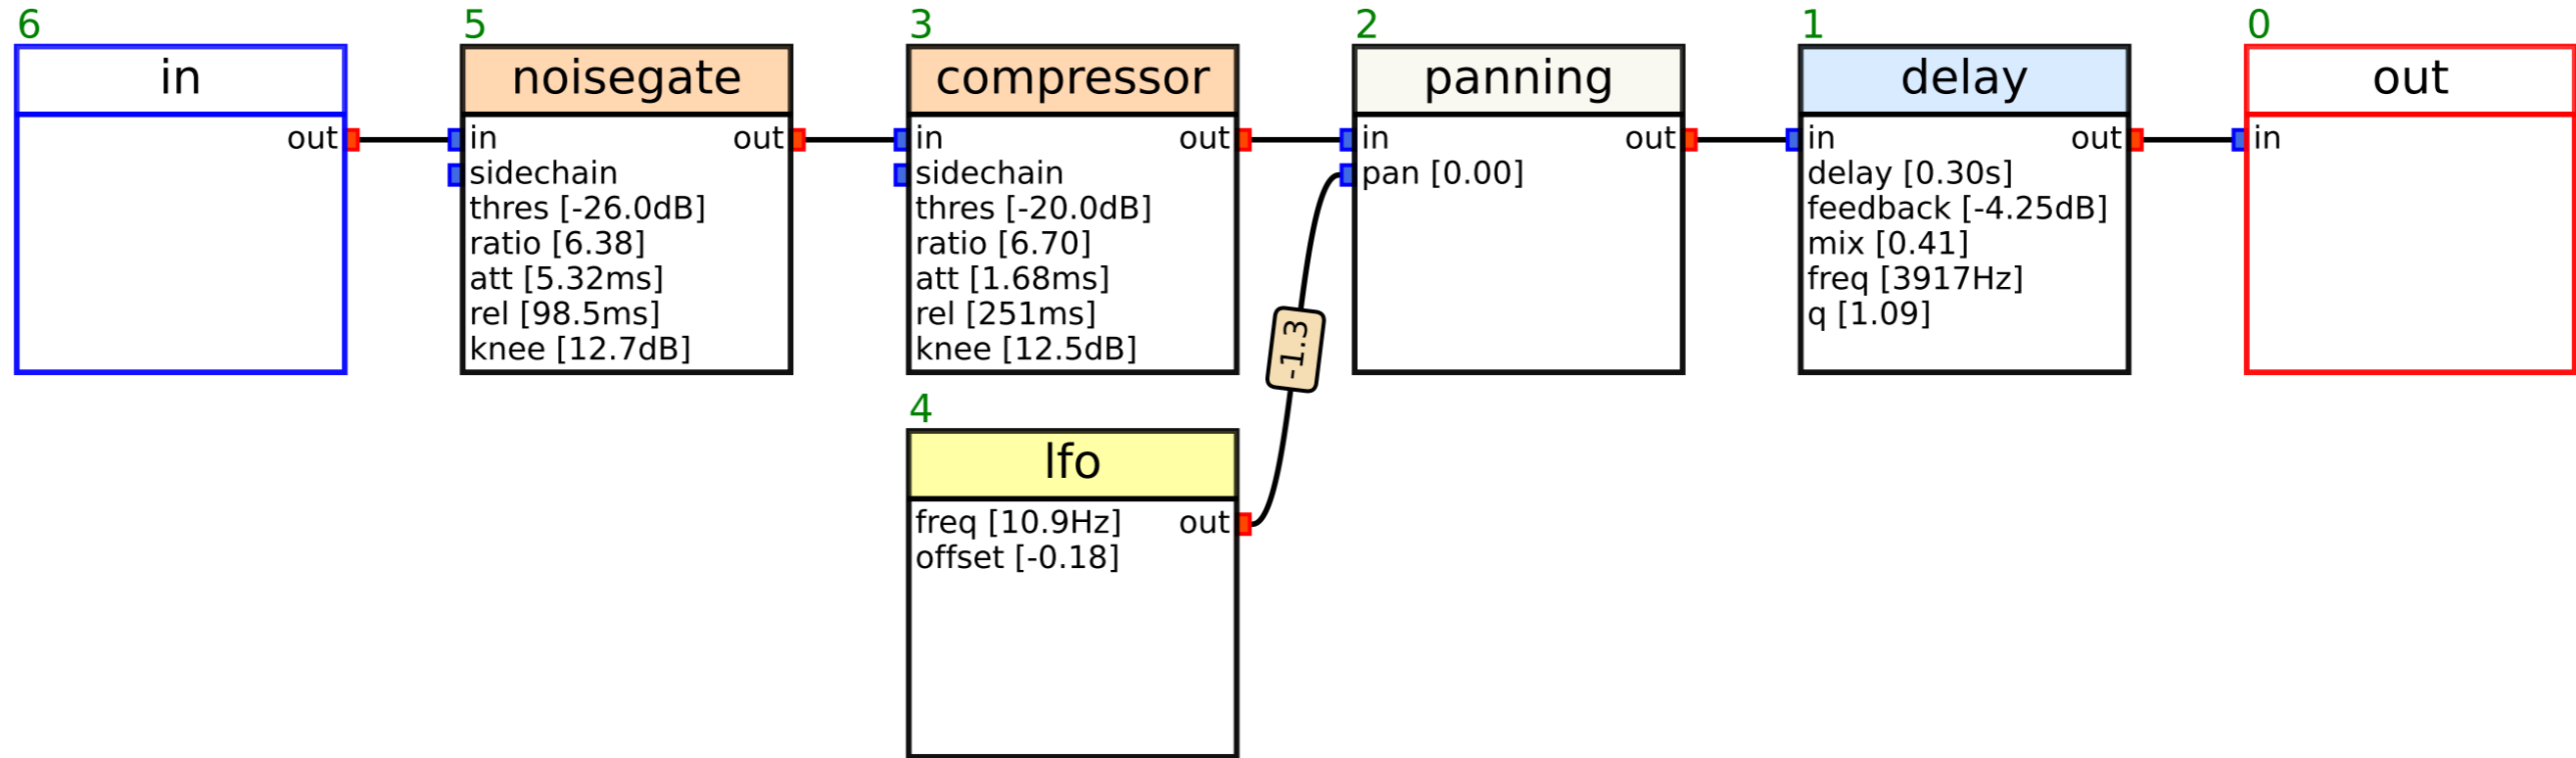 6
in
out
5
noisegate
in out
sidechain
thres [-26.0dB]
ratio [6.38]
att [5.32ms]
rel [98.5ms]
knee [12.7dB]
3
compressor
in out
sidechain
thres [-20.0dB]
ratio [6.70]
att [1.68ms]
rel [251ms]
knee [12.5dB]
2
panning
in out
pan [0.00]
1
delay
in out
delay [0.30s]
feedback [-4.25dB]
mix [0.41]
freq [3917Hz]
q [1.09]
0
out
in
-1.3
4
lfo
freq [10.9Hz] out
offset [-0.18]